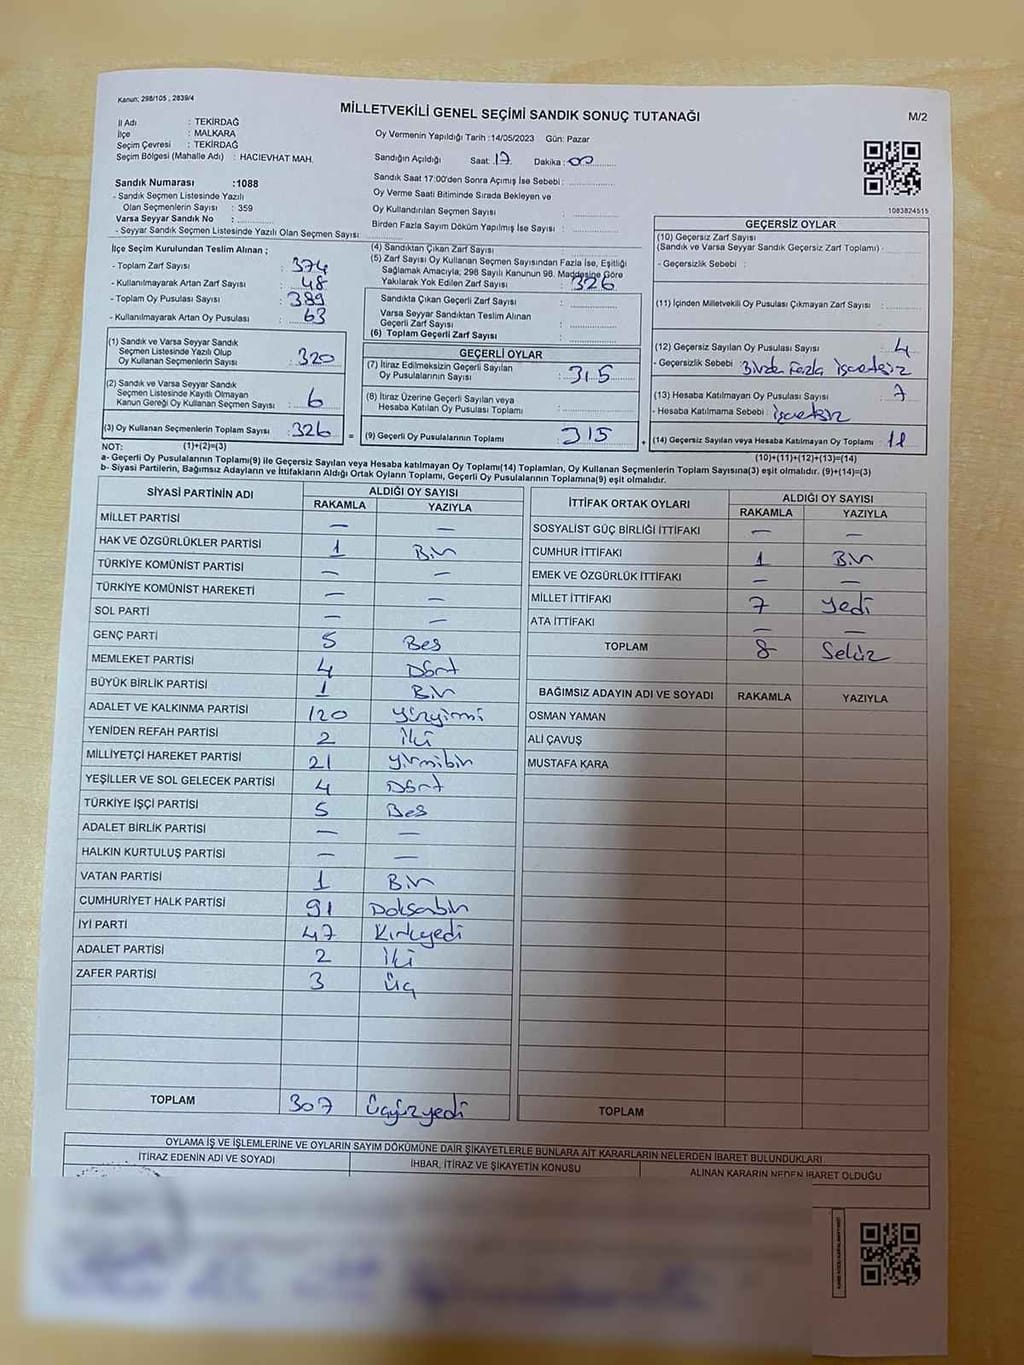 Kanun: 298/105 , 2839/4
MİLLETVEKİLİ GENEL SEÇİMİ SANDIK SONUÇ TUTANAĞI
M/2
İl Adı : TEKİRDAĞ
İlçe : MALKARA
Seçim Çevresi : TEKİRDAĞ
Seçim Bölgesi (Mahalle Adı) : HACIEVHAT MAH.
Oy Vermenin Yapıldığı Tarih :14/05/2023 Gün: Pazar
Sandığın Açıldığı Saat: 17 Dakika : 00
Sandık Saat 17:00'den Sonra Açımış İse Sebebi :
Oy Verme Saati Bitiminde Sırada Bekleyen ve
Oy Kullandırılan Seçmen Sayısı :
Birden Fazla Sayım Döküm Yapılmış İse Sayısı :
1083824515
Sandık Numarası :1088
- Sandık Seçmen Listesinde Yazılı
Olan Seçmenlerin Sayısı : 359
Varsa Seyyar Sandık No :
- Seyyar Sandık Listesinde Yazılı Olan Seçmen Sayısı :
İlçe Seçim Kurulundan Teslim Alınan ;
- Toplam Zarf Sayısı : 374
- Kullanılmayarak Artan Zarf Sayısı : 48
- Toplam Oy Pusulası Sayısı : 389
- Kullanılmayarak Artan Oy Pusulası : 63
(1) Sandık ve Varsa Seyyar Sandık
Seçmen Listesinde Yazılı Olup
Oy Kullanan Seçmenlerin Sayısı : 320
(2) Sandık ve Varsa Seyyar Sandık
Seçmen Listesinde Kayıtlı Olmayan
Kanun Gereği Oy Kullanan Seçmen Sayısı : 6
(3) Oy Kullanan Seçmenlerin Toplam Sayısı : 326
(4) Sandıktan Çıkan Zarf Sayısı :
(5) Zarf Sayısı Oy Kullanan Seçmen Sayısından Fazla İse, Eşitliği
Sağlamak Amacıyla; 298 Sayılı Kanunun 98. Maddesine Göre
Yakılarak Yok Edilen Zarf Sayısı : 326
Sandıkta Çıkan Geçerli Zarf Sayısı :
Varsa Seyyar Sandıktan Teslim Alınan
Geçerli Zarf Sayısı :
(6) Toplam Geçerli Zarf Sayısı :
GEÇERLİ OYLAR
(7) İtiraz Edilmeksizin Geçerli Sayılan
Oy Pusulalarının Sayısı : 315
(8) İtiraz Üzerine Geçerli Sayılan veya
Hesaba Katılan Oy Pusulası Toplamı :
= (9) Geçerli Oy Pusulalarının Toplamı : 315 +
GEÇERSİZ OYLAR
(10) Geçersiz Zarf Sayısı
(Sandık ve Varsa Seyyar Sandık Geçersiz Zarf Toplamı) :
- Geçersizlik Sebebi :
(11) İçinden Milletvekili Oy Pusulası Çıkmayan Zarf Sayısı :
(12) Geçersiz Sayılan Oy Pusulası Sayısı : 4
- Geçersizlik Sebebi : Birden Fazla işaretsiz
(13) Hesaba Katılmayan Oy Pusulası Sayısı : 7
- Hesaba Katılmama Sebebi : işaretsiz
(14) Geçersiz Sayılan veya Hesaba Katılmayan Oy Toplamı : 11
(10)+(11)+(12)+(13)=(14)
NOT: (1)+(2)=(3)
a- Geçerli Oy Pusulalarının Toplamı(9) ile Geçersiz Sayılan veya Hesaba katılmayan Oy Toplamı(14) Toplamları, Oy Kullanan Seçmenlerin Toplam Sayısına(3) eşit olmalıdır. (9)+(14)=(3)
b- Siyasi Partilerin, Bağımsız Adayların ve İttifakların Aldığı Ortak Oyların Toplamı, Geçerli Oy Pusulalarının Toplamına(9) eşit olmalıdır.
SİYASİ PARTİNİN ADI ALDIĞI OY SAYISI
RAKAMLA YAZIYLA
MİLLET PARTİSİ — —
HAK VE ÖZGÜRLÜKLER PARTİSİ 1 Bir
TÜRKİYE KOMÜNİST PARTİSİ — —
TÜRKİYE KOMÜNİST HAREKETİ — —
SOL PARTİ — —
GENÇ PARTİ 5 Beş
MEMLEKET PARTİSİ 4 Dört
BÜYÜK BİRLİK PARTİSİ 1 Bir
ADALET VE KALKINMA PARTİSİ 120 yüzyirmi
YENİDEN REFAH PARTİSİ 2 iki
MİLLİYETÇİ HAREKET PARTİSİ 21 yirmibir
YEŞİLLER VE SOL GELECEK PARTİSİ 4 Dört
TÜRKİYE İŞÇİ PARTİSİ 5 Beş
ADALET BİRLİK PARTİSİ — —
HALKIN KURTULUŞ PARTİSİ — —
VATAN PARTİSİ 1 Bir
CUMHURİYET HALK PARTİSİ 91 Doksanbir
İYİ PARTİ 47 Kırkyedi
ADALET PARTİSİ 2 iki
ZAFER PARTİSİ 3 üç
TOPLAM 307 üçyüzyedi
İTTİFAK ORTAK OYLARI ALDIĞI OY SAYISI
RAKAMLA YAZIYLA
SOSYALİST GÜÇ BİRLİĞİ İTTİFAKI — —
CUMHUR İTTİFAKI 1 Bir
EMEK VE ÖZGÜRLÜK İTTİFAKI — —
MİLLET İTTİFAKI 7 yedi
ATA İTTİFAKI — —
TOPLAM 8 Sekiz
BAĞIMSIZ ADAYIN ADI VE SOYADI RAKAMLA YAZIYLA
OSMAN YAMAN
ALİ ÇAVUŞ
MUSTAFA KARA
TOPLAM
OYLAMA İŞ VE İŞLEMLERİNE VE OYLARIN SAYIM DÖKÜMÜNE DAİR ŞİKAYETLERLE BUNLARA AİT KARARLARIN NELERDEN İBARET BULUNDUKLARI
İTİRAZ EDENİN ADI VE SOYADI İHBAR, İTİRAZ VE ŞİKAYETİN KONUSU ALINAN KARARIN NEDEN İBARET OLDUĞU